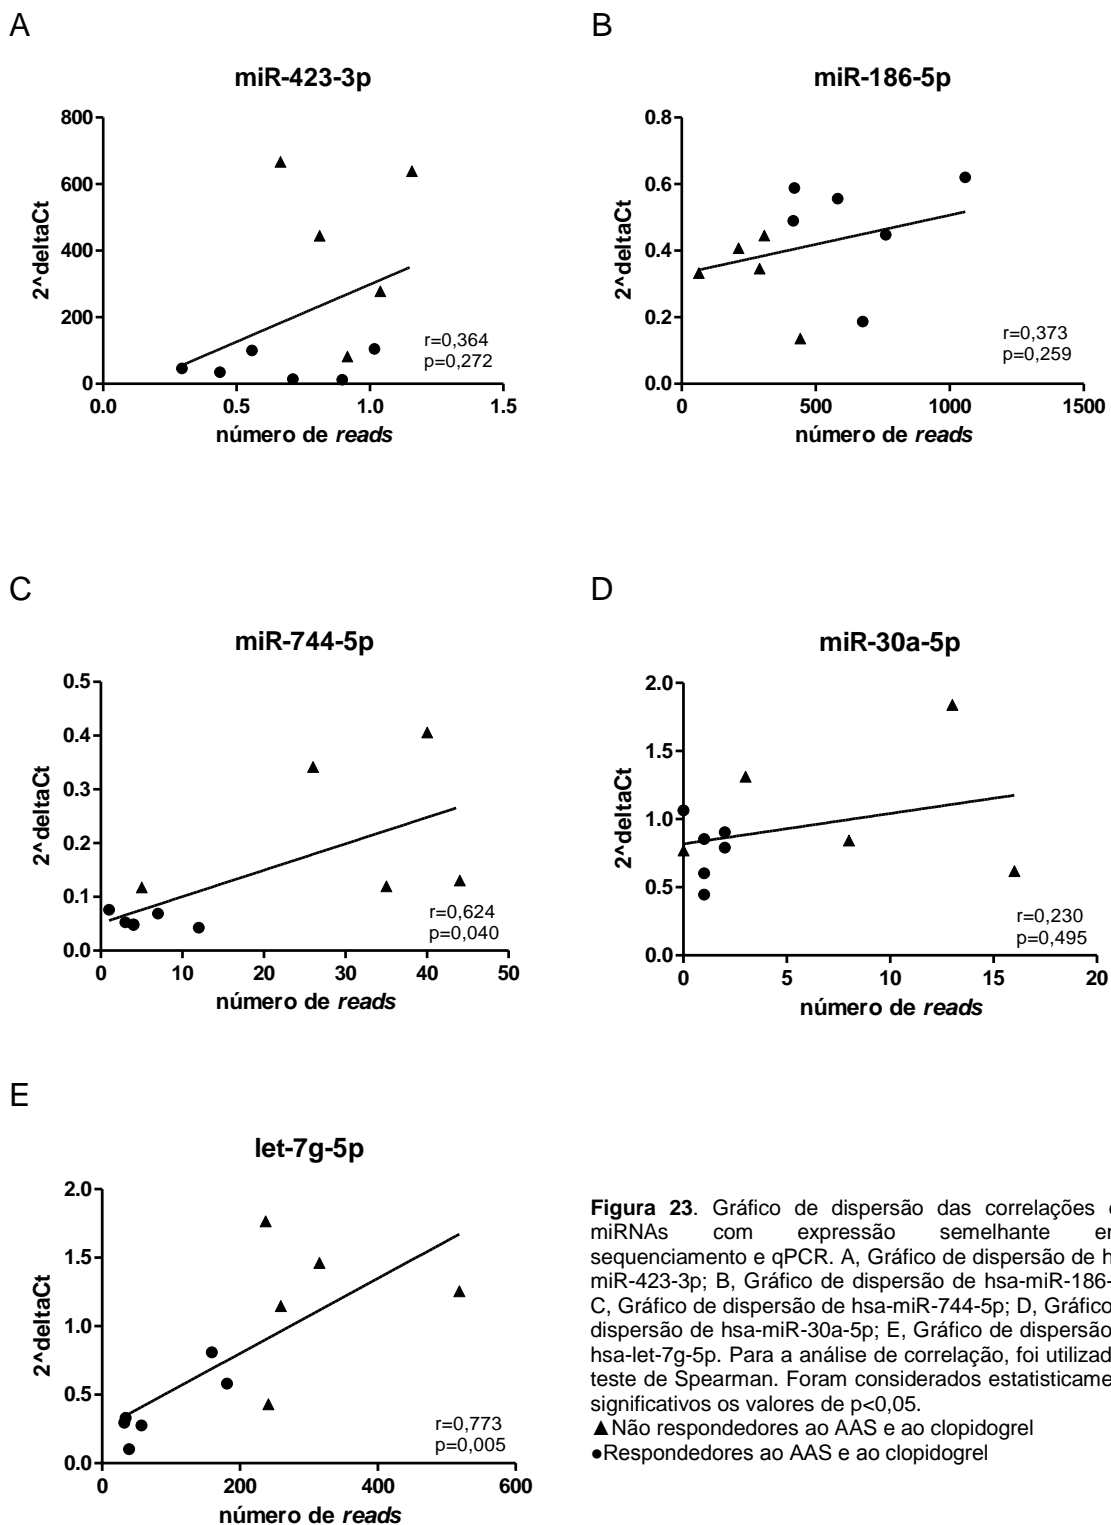 A
miR-423-3p
2^deltaCt
800
600
400
200
0
0.0
0.5
1.0
1.5
r=0,364
p=0,272
número de reads
B
miR-186-5p
2^deltaCt
0.8
0.6
0.4
0.2
0.0
0
500
1000
1500
r=0,373
p=0,259
número de reads
C
miR-744-5p
2^deltaCt
0.5
0.4
0.3
0.2
0.1
0.0
0
10
20
30
40
50
r=0,624
p=0,040
número de reads
D
miR-30a-5p
2^deltaCt
2.0
1.5
1.0
0.5
0.0
0
5
10
15
20
r=0,230
p=0,495
número de reads
E
let-7g-5p
2^deltaCt
2.0
1.5
1.0
0.5
0.0
0
200
400
600
r=0,773
p=0,005
número de reads
Figura 23. Gráfico de dispersão das correlações
miRNAs com expressão semelhante
sequenciamento e qPCR. A, Gráfico de dispersão de
miR-423-3p; B, Gráfico de dispersão de hsa-miR-186-
C, Gráfico de dispersão de hsa-miR-744-5p; D, Gráfico
dispersão de hsa-miR-30a-5p; E, Gráfico de dispersão
hsa-let-7g-5p. Para a análise de correlação, foi
teste de Spearman. Foram considerados
significativos os valores de p<0,05.
▲Não respondedores ao AAS e ao clopidogrel
●Respondedores ao AAS e ao clopidogrel